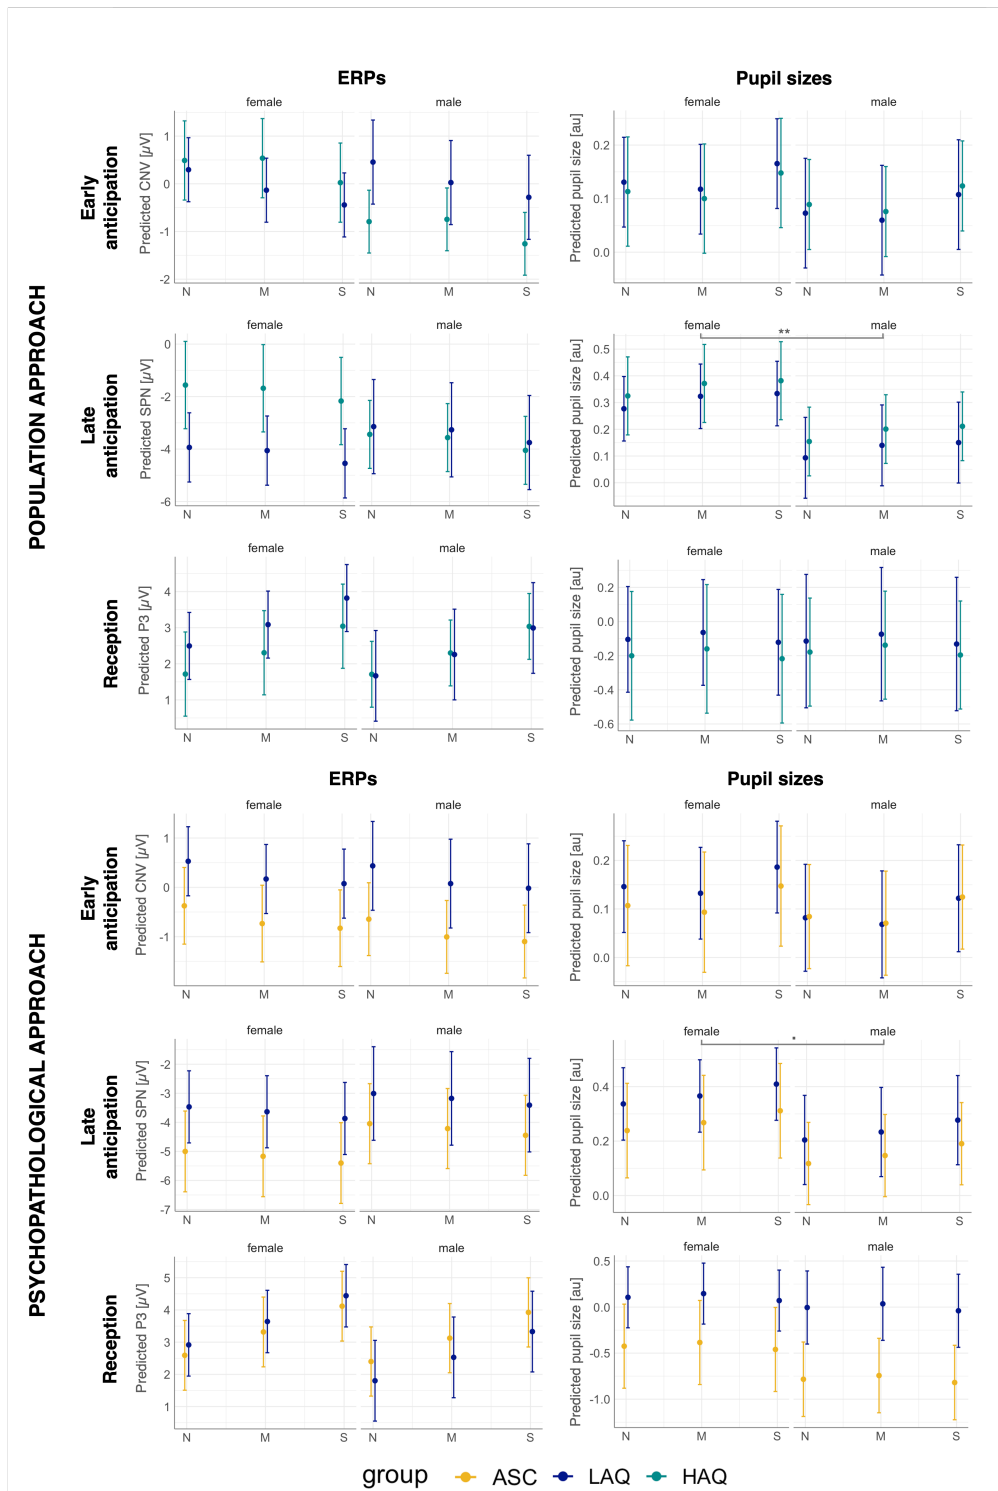 ERPs Pupil sizes
female male female male
POPULATION APPROACH
Early
anticipation
Predicted CNV [µV]
1
0
-1
-2
N M S N M S
Predicted pupil size [au]
0.2
0.1
0.0
N M S N M S
female male female ** male
Late
anticipation
Predicted SPN [µV]
0
-2
-4
-6
N M S N M S
Predicted pupil size [au]
0.5
0.4
0.3
0.2
0.1
0.0
N M S N M S
female male female male
Reception
Predicted P3 [µV]
4
3
2
1
N M S N M S
Predicted pupil size [au]
0.2
0.0
-0.2
-0.4
-0.6
N M S N M S
ERPs Pupil sizes
female male female male
PSYCHOPATHOLOGICAL APPROACH
Early
anticipation
Predicted CNV [µV]
1
0
-1
N M S N M S
Predicted pupil size [au]
0.2
0.1
0.0
N M S N M S
female male female * male
Late
anticipation
Predicted SPN [µV]
-2
-3
-4
-5
-6
-7
N M S N M S
Predicted pupil size [au]
0.4
0.2
0.0
N M S N M S
female male female male
Reception
Predicted P3 [µV]
5
4
3
2
1
N M S N M S
Predicted pupil size [au]
0.5
0.0
-0.5
-1.0
N M S N M S
group ASC LAQ HAQ